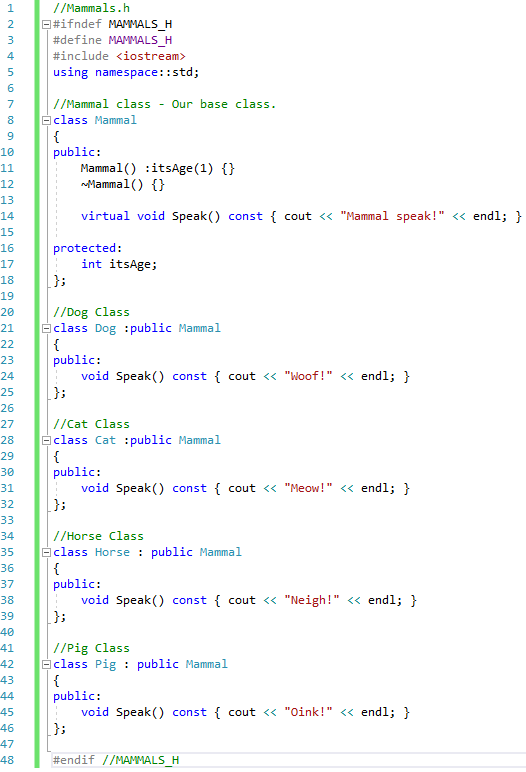 1 //Mammals.h
2 #ifndef MAMMALS_H
3 #define MAMMALS_H
4 #include <iostream>
5 using namespace::std;
6
7 //Mammal class - Our base class.
8 class Mammal
9 {
10 public:
11     Mammal() :itsAge(1) {}
12     ~Mammal() {}
13
14     virtual void Speak() const { cout << "Mammal speak!" << endl; }
15
16 protected:
17     int itsAge;
18 };
19
20 //Dog Class
21 class Dog :public Mammal
22 {
23 public:
24     void Speak() const { cout << "Woof!" << endl; }
25 };
26
27 //Cat Class
28 class Cat :public Mammal
29 {
30 public:
31     void Speak() const { cout << "Meow!" << endl; }
32 };
33
34 //Horse Class
35 class Horse : public Mammal
36 {
37 public:
38     void Speak() const { cout << "Neigh!" << endl; }
39 };
40
41 //Pig Class
42 class Pig : public Mammal
43 {
44 public:
45     void Speak() const { cout << "Oink!" << endl; }
46 };
47
48 #endif //MAMMALS_H